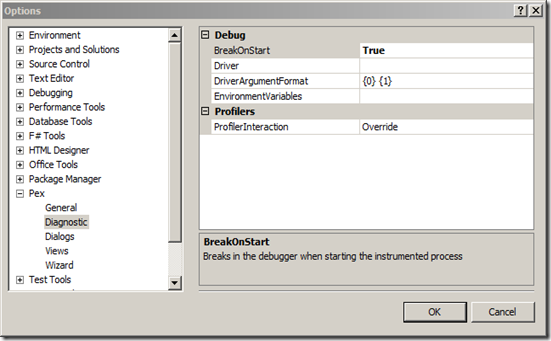 Options
Environment
Projects and Solutions
Source Control
Text Editor
Debugging
Performance Tools
Database Tools
F# Tools
HTML Designer
Office Tools
Package Manager
Pex
General
Diagnostic
Dialogs
Views
Wizard
Test Tools
Debug
BreakOnStart True
Driver
DriverArgumentFormat {0} {1}
EnvironmentVariables
Profilers
ProfilerInteraction Override
BreakOnStart
Breaks in the debugger when starting the instrumented process
OK Cancel